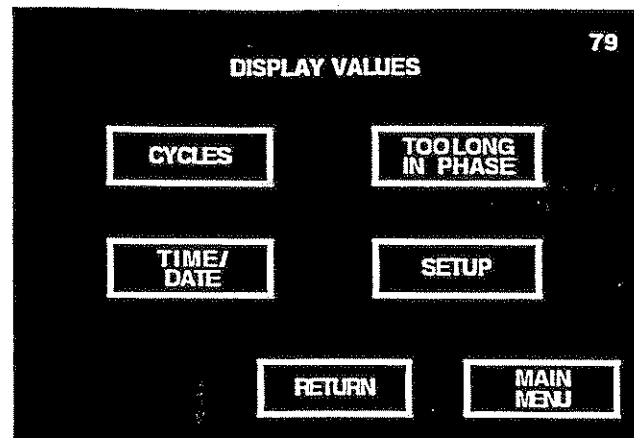 79
DISPLAY VALUES
CYCLES
TOO LONG
IN PHASE
TIME/
DATE
SETUP
RETURN
MAIN
MENU